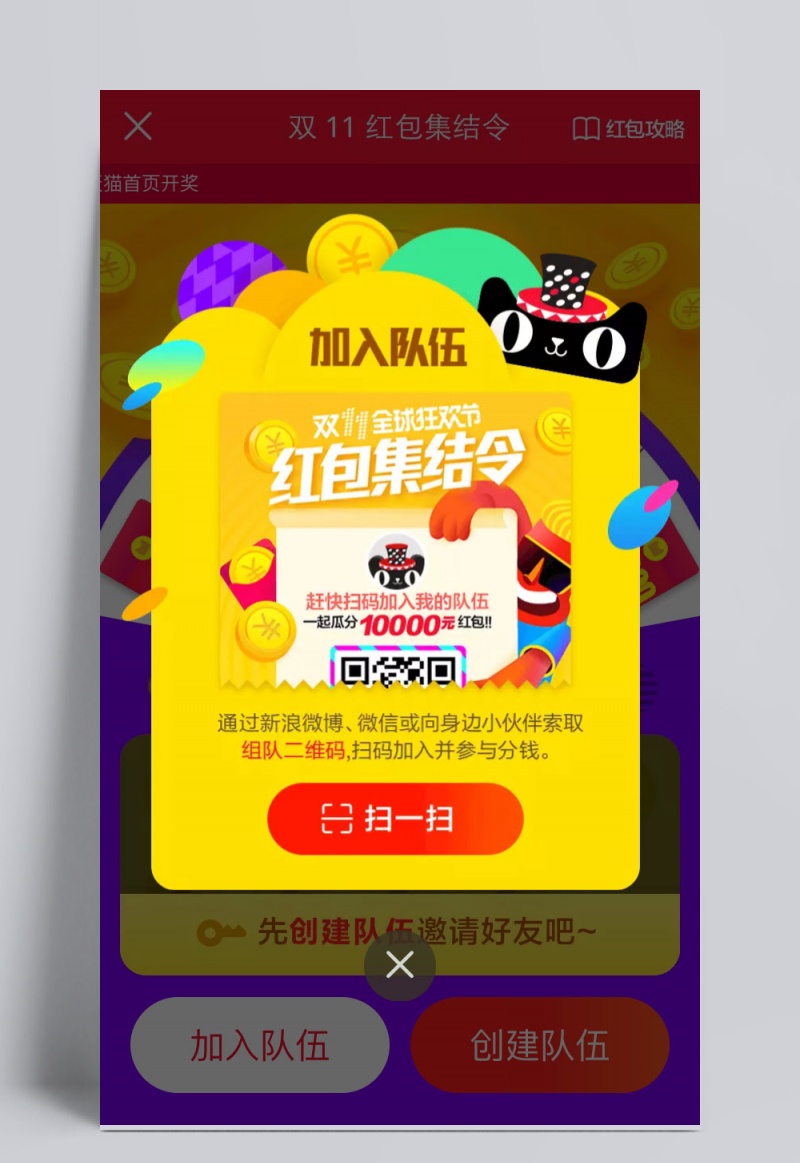 双 11 红包集结令
红包攻略
猫首页开奖
加入队伍
双11全球狂欢节
红包集结令
赶快扫码加入我的队伍
一起瓜分10000元红包!!
通过新浪微博、微信或向身边小伙伴索取
组队二维码,扫码加入并参与分钱。
扫一扫
先创建队伍邀请好友吧~
加入队伍
创建队伍